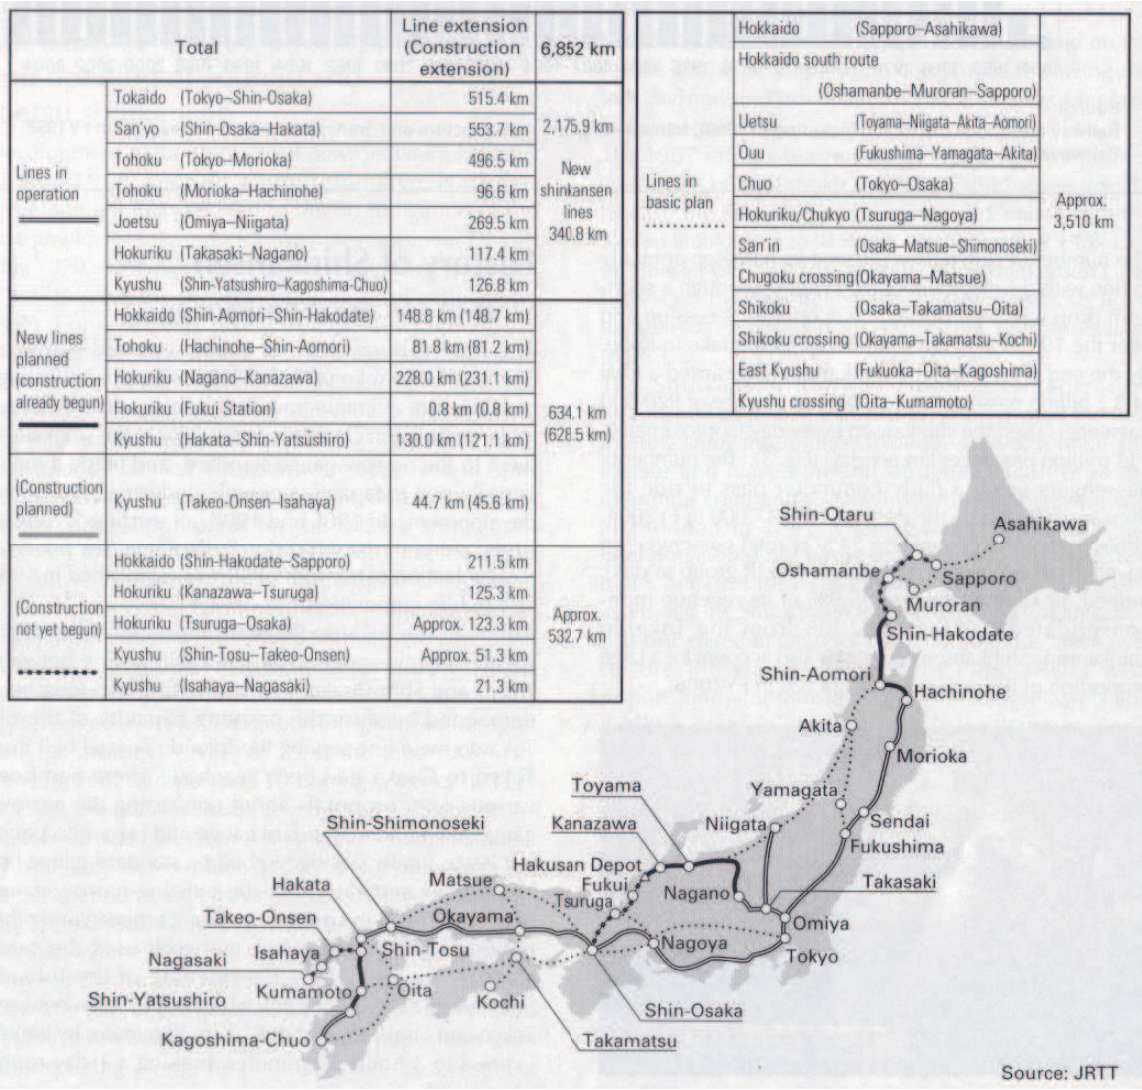 Total
Line extension
(Construction
extension)
6,852 km
Lines in
operation
Tokaido (Tokyo–Shin-Osaka) 515.4 km
San'yo (Shin-Osaka–Hakata) 553.7 km
Tohoku (Tokyo–Morioka) 496.5 km
Tohoku (Morioka–Hachinohe) 96.6 km
Joetsu (Omiya–Niigata) 269.5 km
Hokuriku (Takasaki–Nagano) 117.4 km
Kyushu (Shin-Yatsushiro–Kagoshima-Chuo) 126.8 km
2,175.9 km
New
shinkansen
lines
340.8 km
New lines
planned
(construction
already begun)
Hokkaido (Shin-Aomori–Shin-Hakodate) 148.8 km (148.7 km)
Tohoku (Hachinohe–Shin-Aomori) 81.8 km (81.2 km)
Hokuriku (Nagano–Kanazawa) 228.0 km (231.1 km)
Hokuriku (Fukui Station) 0.8 km (0.8 km)
Kyushu (Hakata–Shin-Yatsushiro) 130.0 km (121.1 km)
634.1 km
(628.5 km)
(Construction
planned)
Kyushu (Takeo-Onsen–Isahaya) 44.7 km (45.6 km)
(Construction
not yet begun)
Hokkaido (Shin-Hakodate–Sapporo) 211.5 km
Hokuriku (Kanazawa–Tsuruga) 125.3 km
Hokuriku (Tsuruga–Osaka) Approx. 123.3 km
Kyushu (Shin-Tosu–Takeo-Onsen) Approx. 51.3 km
Kyushu (Isahaya–Nagasaki) 21.3 km
Approx.
532.7 km
Lines in
basic plan
Hokkaido (Sapporo–Asahikawa)
Hokkaido south route
(Oshamanbe–Muroran–Sapporo)
Uetsu (Toyama–Niigata–Akita–Aomori)
Ouu (Fukushima–Yamagata–Akita)
Chuo (Tokyo–Osaka)
Hokuriku/Chukyo (Tsuruga–Nagoya)
San'in (Osaka–Matsue–Shimonoseki)
Chugoku crossing (Okayama–Matsue)
Shikoku (Osaka–Takamatsu–Oita)
Shikoku crossing (Okayama–Takamatsu–Kochi)
East Kyushu (Fukuoka–Oita–Kagoshima)
Kyushu crossing (Oita–Kumamoto)
Approx.
3,510 km
Shin-Otaru
Asahikawa
Oshamanbe
Sapporo
Muroran
Shin-Hakodate
Shin-Aomori
Hachinohe
Akita
Morioka
Toyama
Yamagata
Kanazawa
Niigata
Sendai
Shin-Shimonoseki
Fukushima
Hakusan Depot
Hakata
Matsue
Fukui
Nagano
Takasaki
Tsuruga
Takeo-Onsen
Okayama
Omiya
Isahaya
Shin-Tosu
Nagoya
Tokyo
Nagasaki
Kumamoto
Oita
Kochi
Shin-Yatsushiro
Shin-Osaka
Kagoshima-Chuo
Takamatsu
Source: JRTT